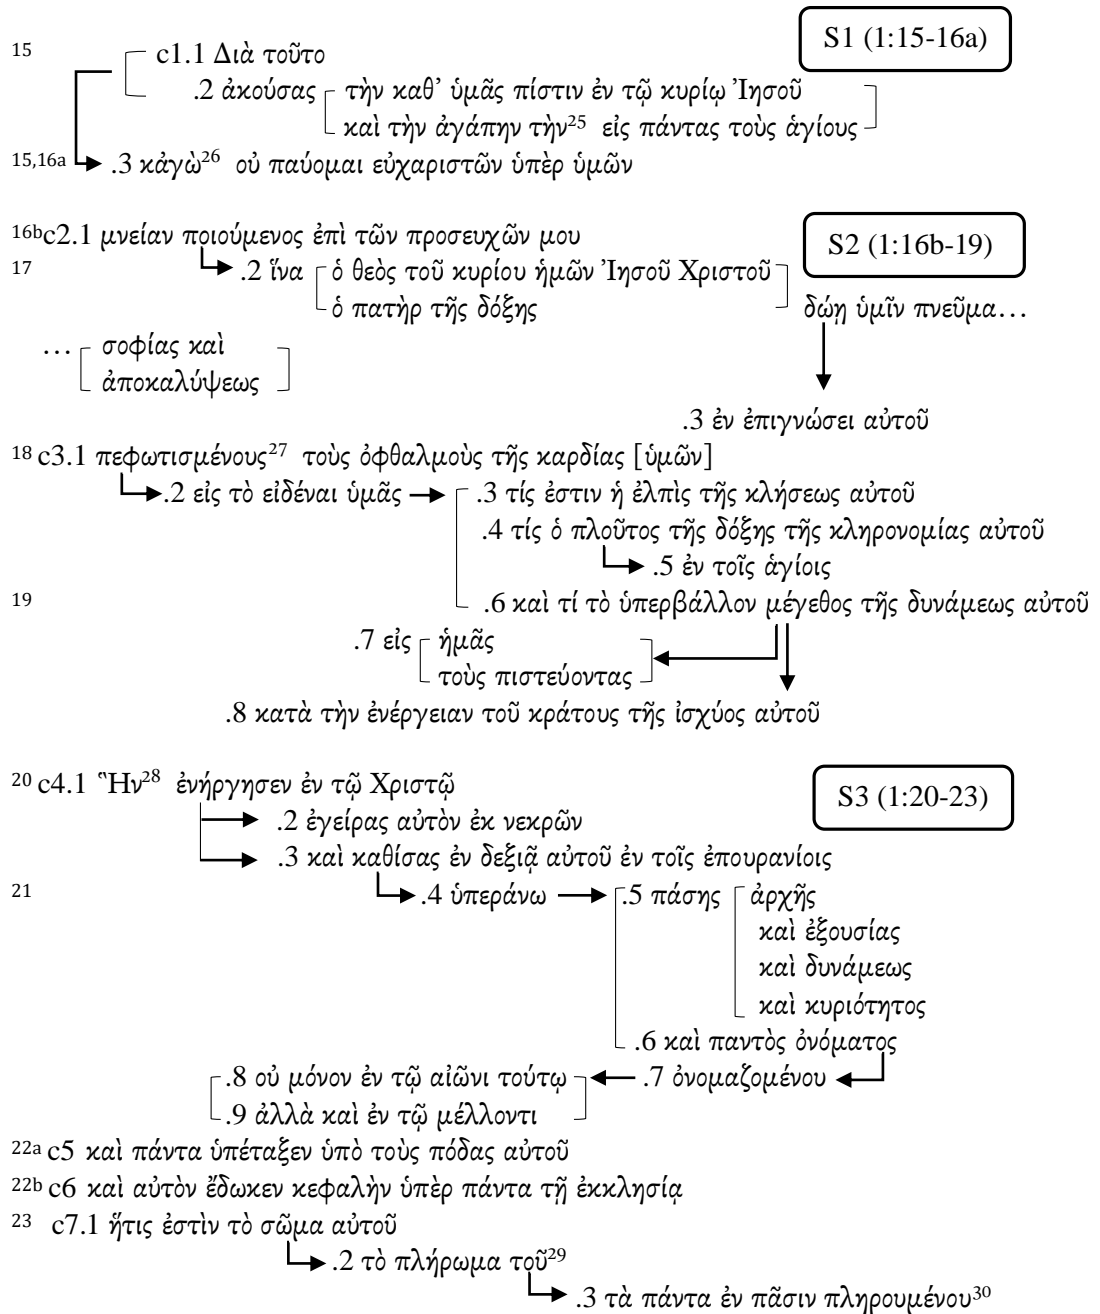 S1 (1:15-16a)
15 c1.1 Διὰ τοῦτο
.2 ἀκούσας τὴν καθ’ ὑμᾶς πίστιν ἐν τῷ κυρίῳ Ἰησοῦ
καὶ τὴν ἀγάπην τὴν25 εἰς πάντας τοὺς ἁγίους
15,16a .3 κἀγὼ26 οὐ παύομαι εὐχαριστῶν ὑπὲρ ὑμῶν
16b c2.1 μνείαν ποιούμενος ἐπὶ τῶν προσευχῶν μου
S2 (1:16b-19)
17 .2 ἵνα ὁ θεὸς τοῦ κυρίου ἡμῶν Ἰησοῦ Χριστοῦ
ὁ πατὴρ τῆς δόξης δώῃ ὑμῖν πνεῦμα…
… σοφίας καὶ
ἀποκαλύψεως
.3 ἐν ἐπιγνώσει αὐτοῦ
18 c3.1 πεφωτισμένους27 τοὺς ὀφθαλμοὺς τῆς καρδίας [ὑμῶν]
.2 εἰς τὸ εἰδέναι ὑμᾶς .3 τίς ἐστιν ἡ ἐλπὶς τῆς κλήσεως αὐτοῦ
.4 τίς ὁ πλοῦτος τῆς δόξης τῆς κληρονομίας αὐτοῦ
.5 ἐν τοῖς ἁγίοις
19 .6 καὶ τί τὸ ὑπερβάλλον μέγεθος τῆς δυνάμεως αὐτοῦ
.7 εἰς ἡμᾶς
τοὺς πιστεύοντας
.8 κατὰ τὴν ἐνέργειαν τοῦ κράτους τῆς ἰσχύος αὐτοῦ
20 c4.1 Ἣν28 ἐνήργησεν ἐν τῷ Χριστῷ
S3 (1:20-23)
.2 ἐγείρας αὐτὸν ἐκ νεκρῶν
.3 καὶ καθίσας ἐν δεξιᾷ αὐτοῦ ἐν τοῖς ἐπουρανίοις
21 .4 ὑπεράνω .5 πάσης ἀρχῆς
καὶ ἐξουσίας
καὶ δυνάμεως
καὶ κυριότητος
.6 καὶ παντὸς ὀνόματος
.8 οὐ μόνον ἐν τῷ αἰῶνι τούτῳ .7 ὀνομαζομένου
.9 ἀλλὰ καὶ ἐν τῷ μέλλοντι
22a c5 καὶ πάντα ὑπέταξεν ὑπὸ τοὺς πόδας αὐτοῦ
22b c6 καὶ αὐτὸν ἔδωκεν κεφαλὴν ὑπὲρ πάντα τῇ ἐκκλησίᾳ
23 c7.1 ἥτις ἐστὶν τὸ σῶμα αὐτοῦ
.2 τὸ πλήρωμα τοῦ29
.3 τὰ πάντα ἐν πᾶσιν πληρουμένου30